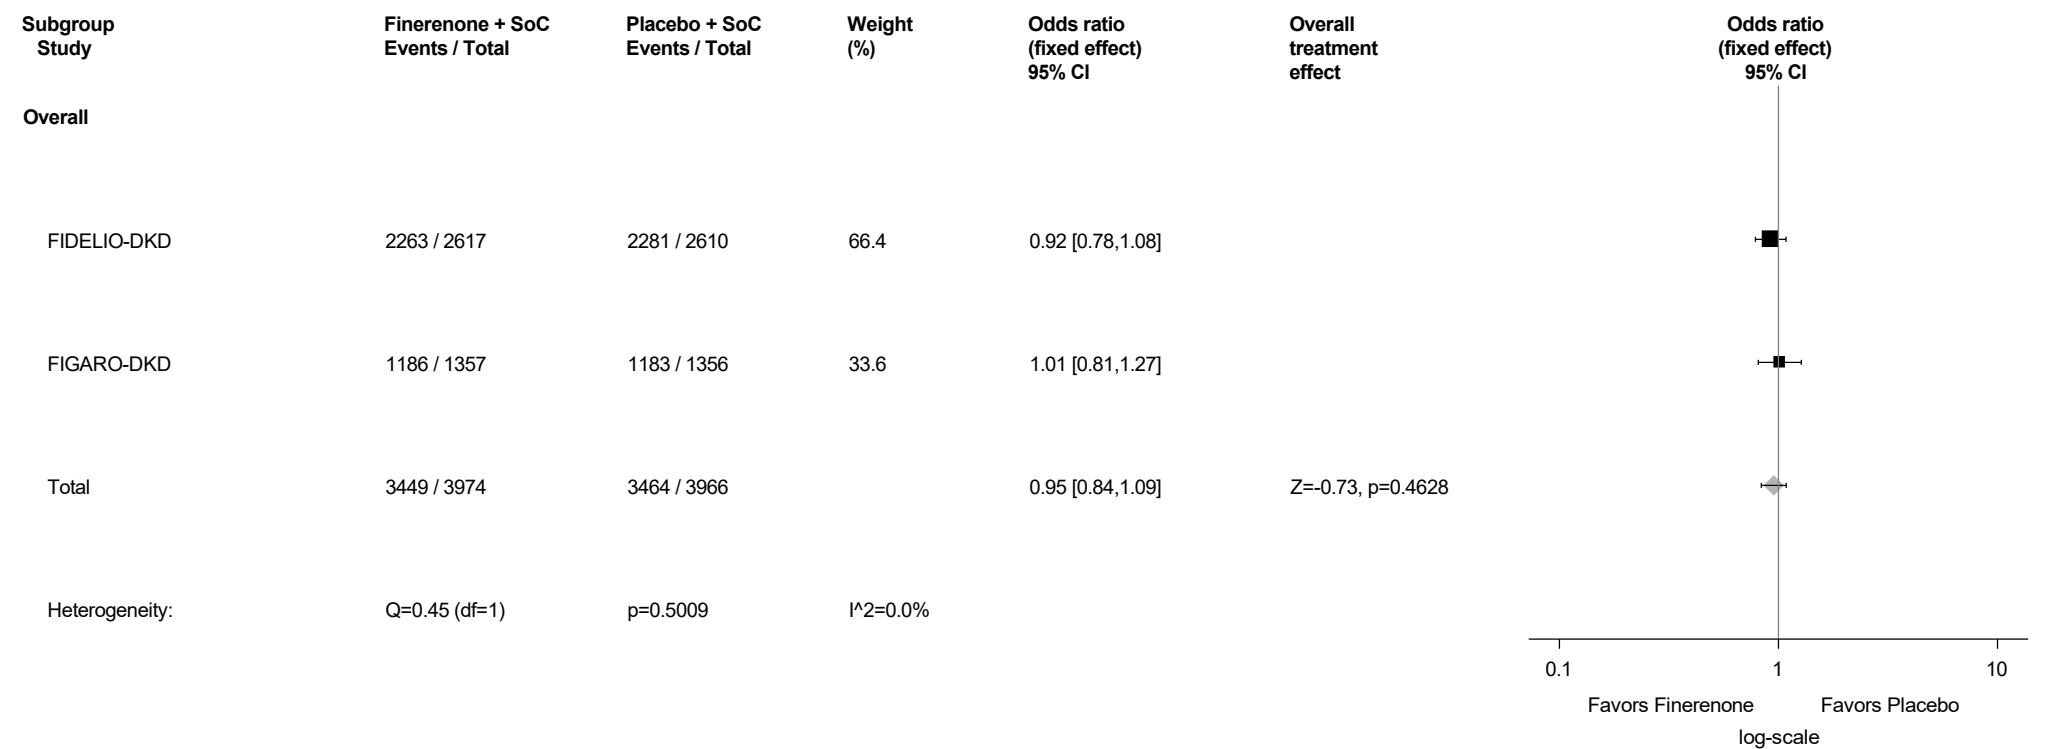 Subgroup Finerenone + SoC Placebo + SoC Weight Odds ratio Overall Odds ratio
Study Events / Total Events / Total (%) (fixed effect) treatment (fixed effect)
95% CI effect 95% CI
Overall
FIDELIO-DKD 2263 / 2617 2281 / 2610 66.4 0.92 [0.78,1.08]
FIGARO-DKD 1186 / 1357 1183 / 1356 33.6 1.01 [0.81,1.27]
Total 3449 / 3974 3464 / 3966 0.95 [0.84,1.09] Z=-0.73, p=0.4628
Heterogeneity: Q=0.45 (df=1) p=0.5009 I^2=0.0%
0.1 1 10
Favors Finerenone Favors Placebo
log-scale